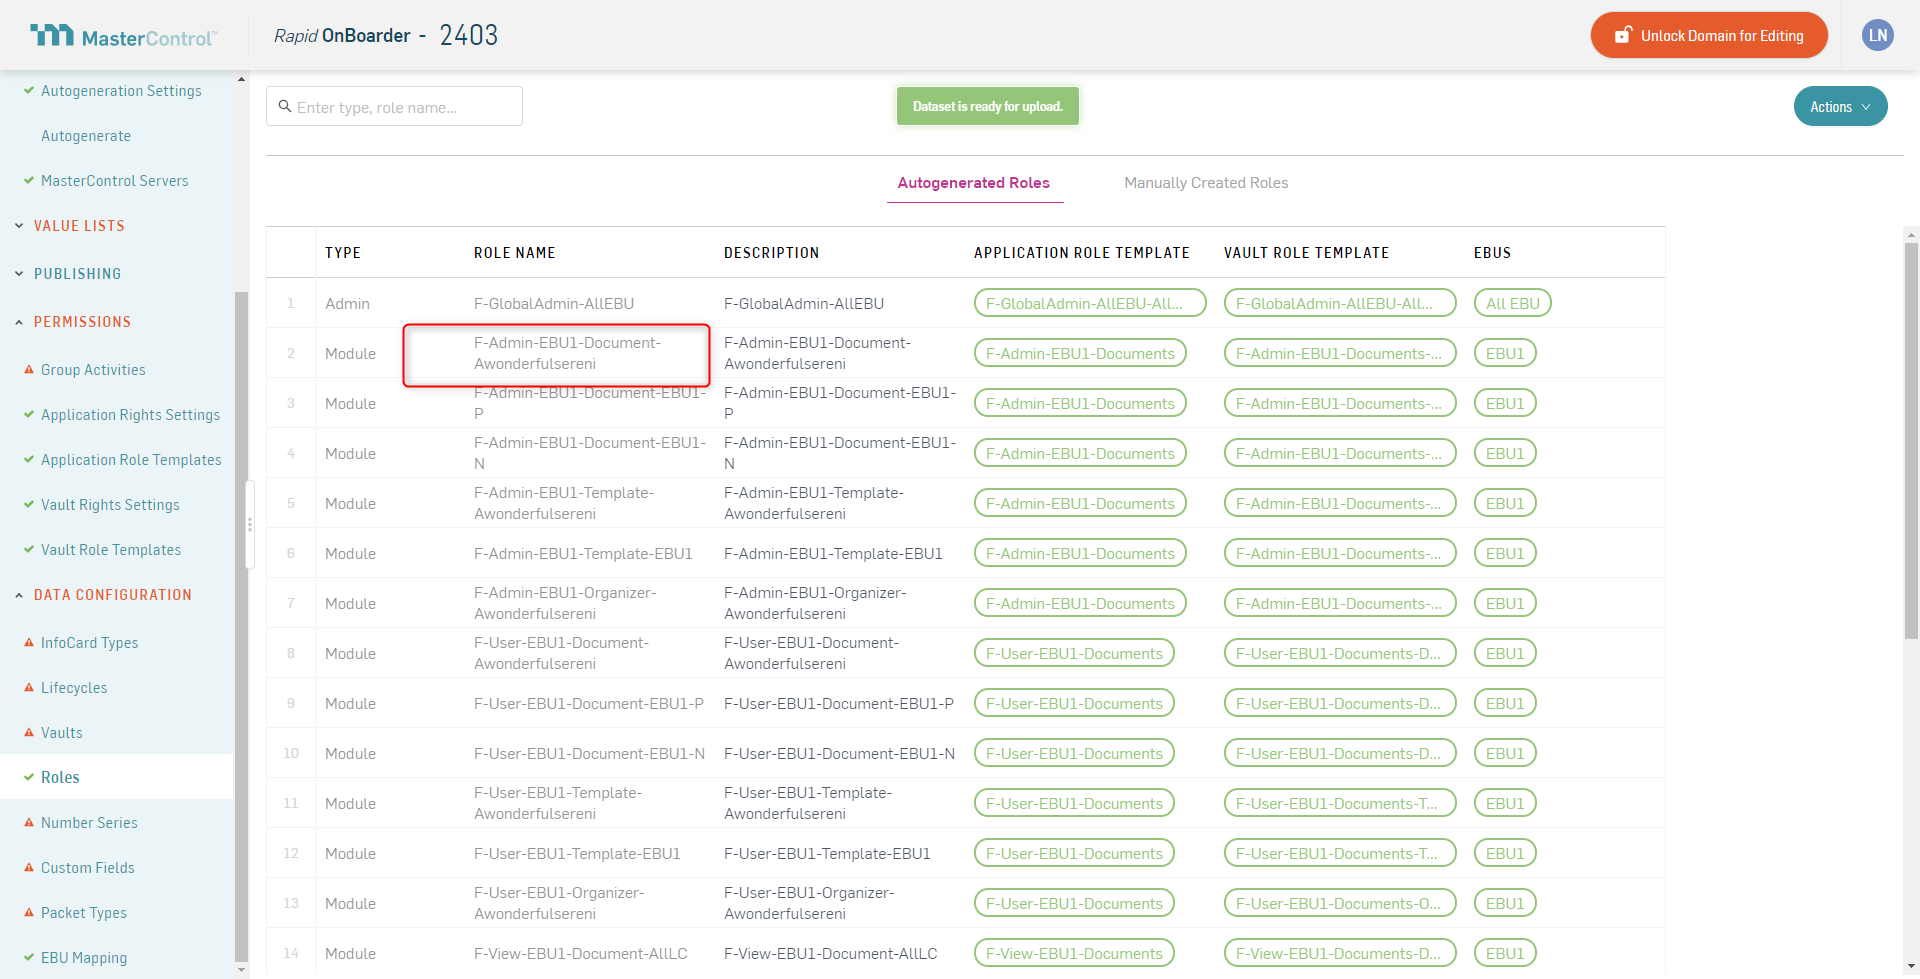 MasterControl™
Rapid OnBoarder - 2403
Unlock Domain for Editing
LN
Autogeneration Settings
Autogenerate
MasterControl Servers
VALUE LISTS
PUBLISHING
PERMISSIONS
Group Activities
Application Rights Settings
Application Role Templates
Vault Rights Settings
Vault Role Templates
DATA CONFIGURATION
InfoCard Types
Lifecycles
Vaults
Roles
Number Series
Custom Fields
Packet Types
EBU Mapping
Enter type, role name...
Dataset is ready for upload.
Actions
Autogenerated Roles
Manually Created Roles
TYPE ROLE NAME DESCRIPTION APPLICATION ROLE TEMPLATE VAULT ROLE TEMPLATE EBUS
1 Admin F-GlobalAdmin-AllEBU F-GlobalAdmin-AllEBU F-GlobalAdmin-AllEBU-All... F-GlobalAdmin-AllEBU-All... All EBU
2 Module F-Admin-EBU1-Document- F-Admin-EBU1-Document- F-Admin-EBU1-Documents F-Admin-EBU1-Documents-... EBU1
Awonderfulsereni Awonderfulsereni
3 Module F-Admin-EBU1-Document-EBU1- F-Admin-EBU1-Document-EBU1- F-Admin-EBU1-Documents F-Admin-EBU1-Documents-... EBU1
P P
4 Module F-Admin-EBU1-Document-EBU1- F-Admin-EBU1-Document-EBU1- F-Admin-EBU1-Documents F-Admin-EBU1-Documents-... EBU1
N N
5 Module F-Admin-EBU1-Template- F-Admin-EBU1-Template- F-Admin-EBU1-Documents F-Admin-EBU1-Documents-... EBU1
Awonderfulsereni Awonderfulsereni
6 Module F-Admin-EBU1-Template-EBU1 F-Admin-EBU1-Template-EBU1 F-Admin-EBU1-Documents F-Admin-EBU1-Documents-... EBU1
7 Module F-Admin-EBU1-Organizer- F-Admin-EBU1-Organizer- F-Admin-EBU1-Documents F-Admin-EBU1-Documents-... EBU1
Awonderfulsereni Awonderfulsereni
8 Module F-User-EBU1-Document- F-User-EBU1-Document- F-User-EBU1-Documents F-User-EBU1-Documents-D... EBU1
Awonderfulsereni Awonderfulsereni
9 Module F-User-EBU1-Document-EBU1-P F-User-EBU1-Document-EBU1-P F-User-EBU1-Documents F-User-EBU1-Documents-D... EBU1
10 Module F-User-EBU1-Document-EBU1-N F-User-EBU1-Document-EBU1-N F-User-EBU1-Documents F-User-EBU1-Documents-D... EBU1
11 Module F-User-EBU1-Template- F-User-EBU1-Template- F-User-EBU1-Documents F-User-EBU1-Documents-T... EBU1
Awonderfulsereni Awonderfulsereni
12 Module F-User-EBU1-Template-EBU1 F-User-EBU1-Template-EBU1 F-User-EBU1-Documents F-User-EBU1-Documents-T... EBU1
13 Module F-User-EBU1-Organizer- F-User-EBU1-Organizer- F-User-EBU1-Documents F-User-EBU1-Documents-O... EBU1
Awonderfulsereni Awonderfulsereni
14 Module F-View-EBU1-Document-AllLC F-View-EBU1-Document-AllLC F-View-EBU1-Documents F-View-EBU1-Documents-D... EBU1